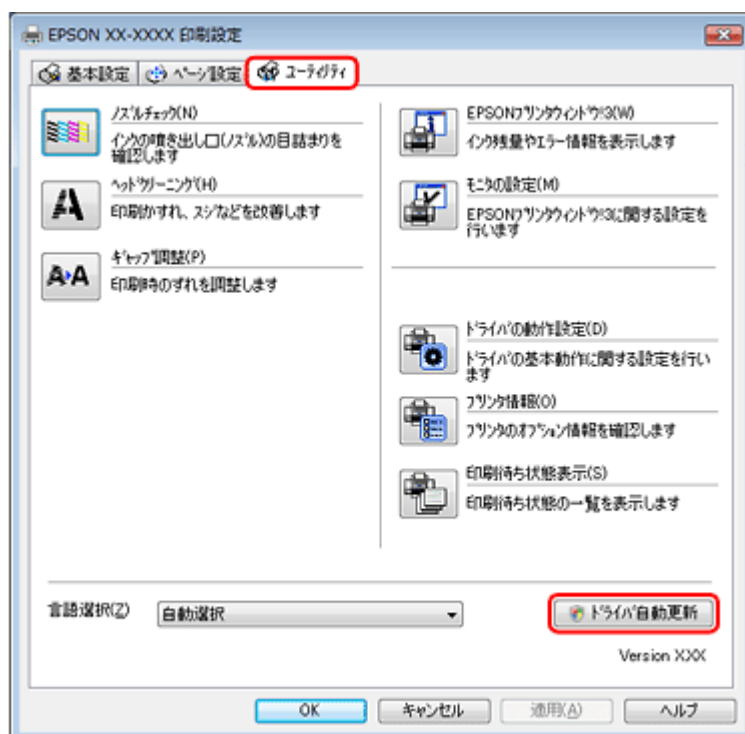 EPSON XX-XXXX 印刷設定
基本設定
ページ設定
ユーティリティ
ノズルチェック(N)
インクの噴き出し口(ノズル)の目詰まりを
確認します
ヘッドクリーニング(H)
印刷かすれ、スジなどを改善します
ギャップ調整(P)
印刷時のずれを調整します
EPSONプリンタウィンドウ!3(W)
インク残量やエラー情報を表示します
モニタの設定(M)
EPSONプリンタウィンドウ!3に関する設定を
行います
ドライバの動作設定(D)
ドライバの基本動作に関する設定を行い
ます
プリンタ情報(O)
プリンタのオプション情報を確認します
印刷待ち状態表示(S)
印刷待ち状態の一覧を表示します
言語選択(Z)
自動選択
ドライバ自動更新
Version XXX
OK
キャンセル
適用(A)
ヘルプ